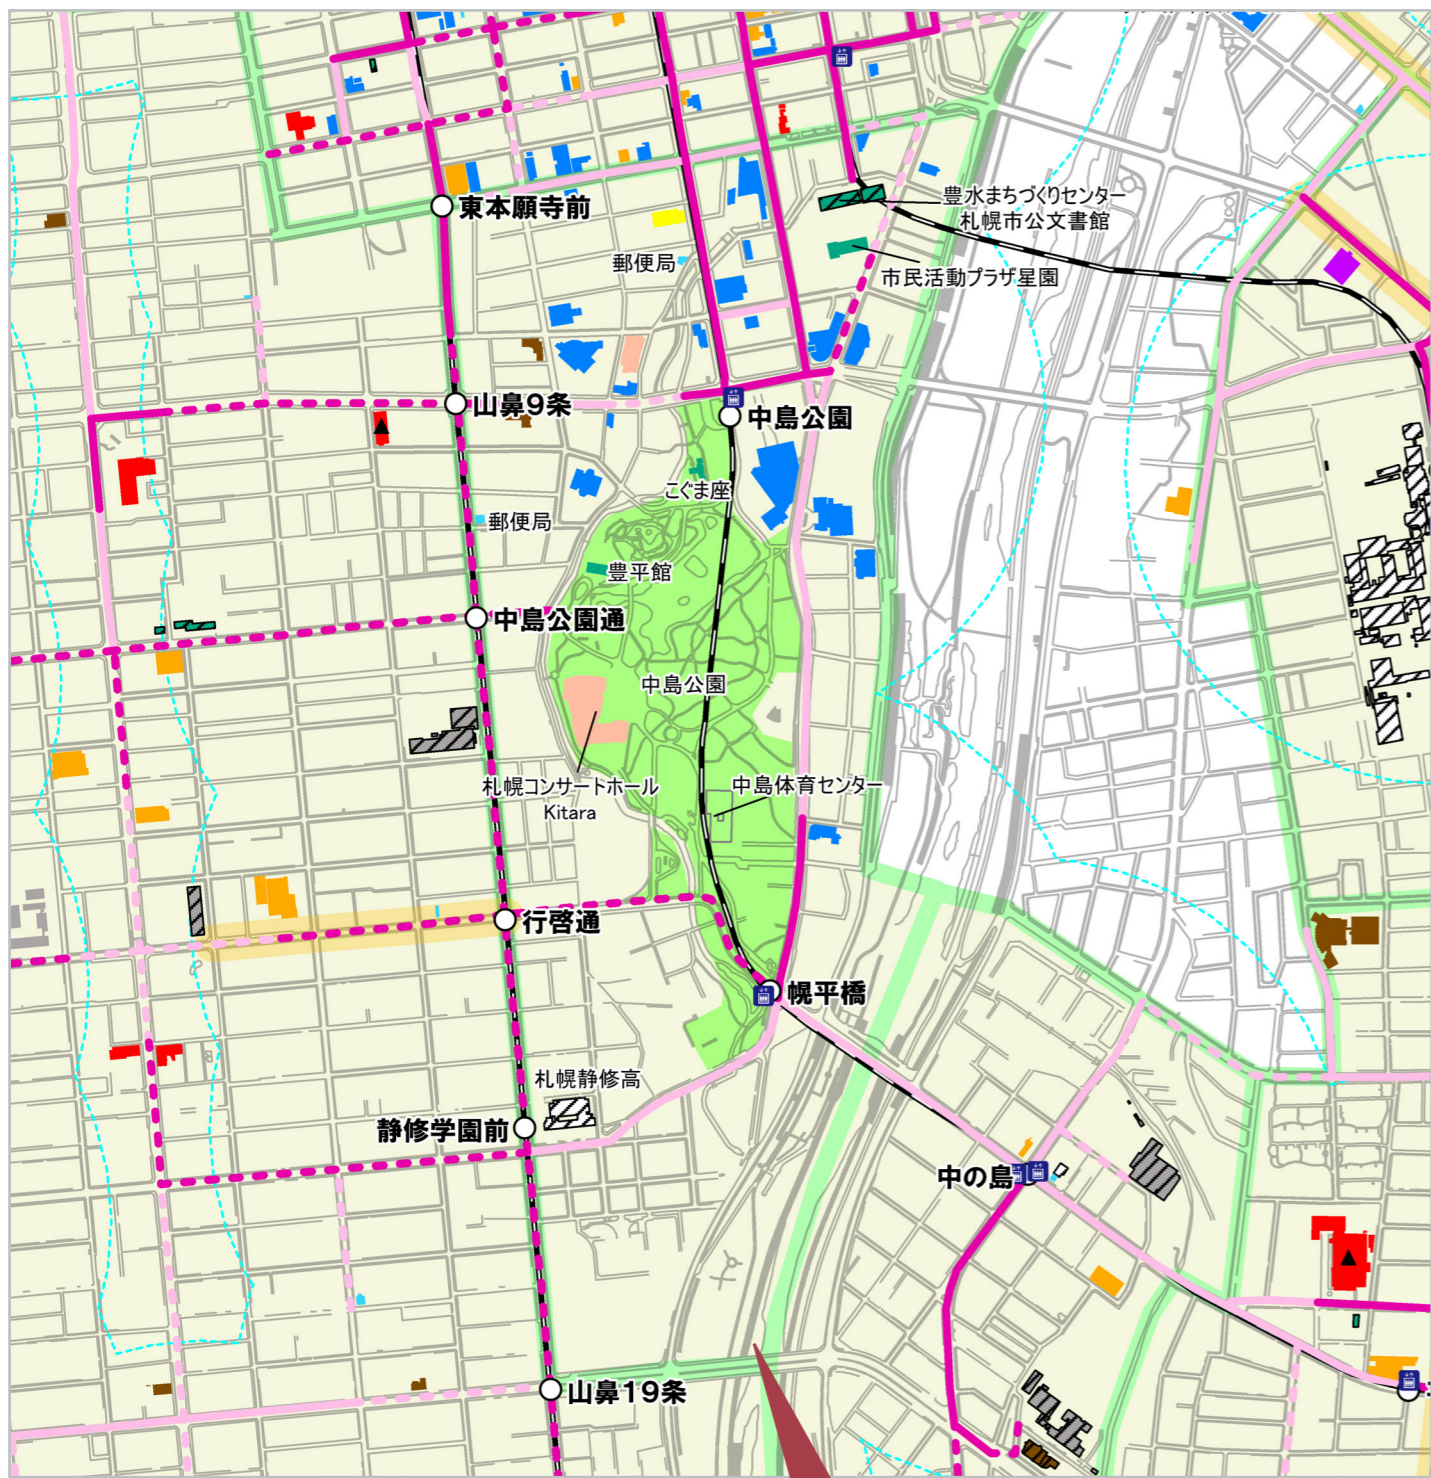 東本願寺前
豊水まちづくりセンター
札幌市公文書館
郵便局
市民活動プラザ星園
山鼻9条
中島公園
こぐま座
郵便局
豊平館
中島公園通
中島公園
札幌コンサートホール
Kitara
中島体育センター
行啓通
幌平橋
札幌静修高
静修学園前
中の島
山鼻19条